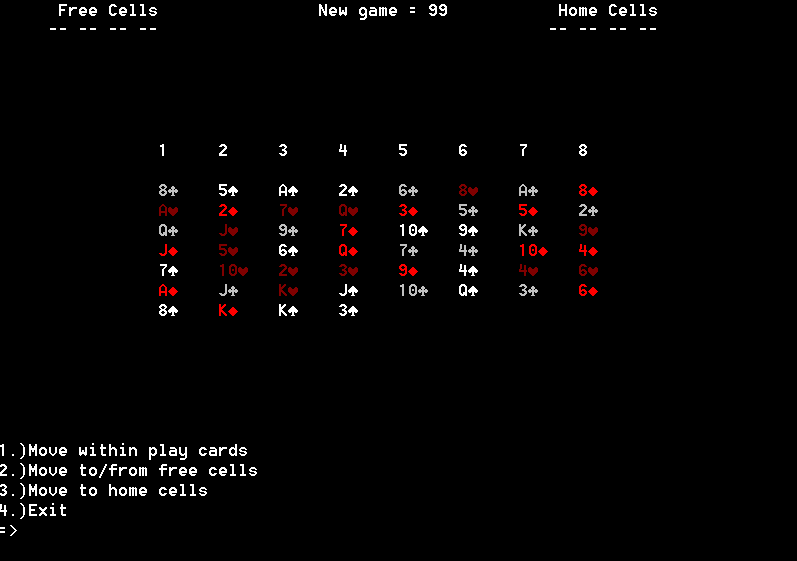 Free Cells New game = 99 Home Cells
-- -- -- -- -- -- -- --
1 2 3 4 5 6 7 8
8♣ 5♠ A♠ 2♠ 6♣ 8♥ A♣ 8♦
A♥ 2♦ 7♥ Q♥ 3♦ 5♣ 5♦ 2♣
Q♣ J♥ 9♣ 7♦ 10♠ 9♠ K♣ 9♥
J♦ 5♥ 6♠ Q♦ 7♣ 4♣ 10♦ 4♦
7♠ 10♥ 2♥ 3♥ 9♦ 4♠ 4♥ 6♥
A♦ J♣ K♥ J♠ 10♣ Q♠ 3♣ 6♦
8♠ K♦ K♠ 3♠
1.)Move within play cards
2.)Move to/from free cells
3.)Move to home cells
4.)Exit
=>